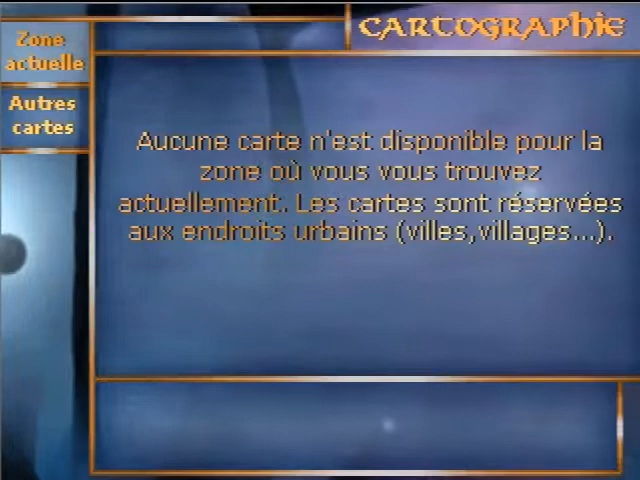 CARTOGRAPHIE
Zone
actuelle
Autres
cartes
Aucune carte n'est disponible pour la
zone où vous vous trouvez
actuellement. Les cartes sont réservées
aux endroits urbains (villes,villages...).